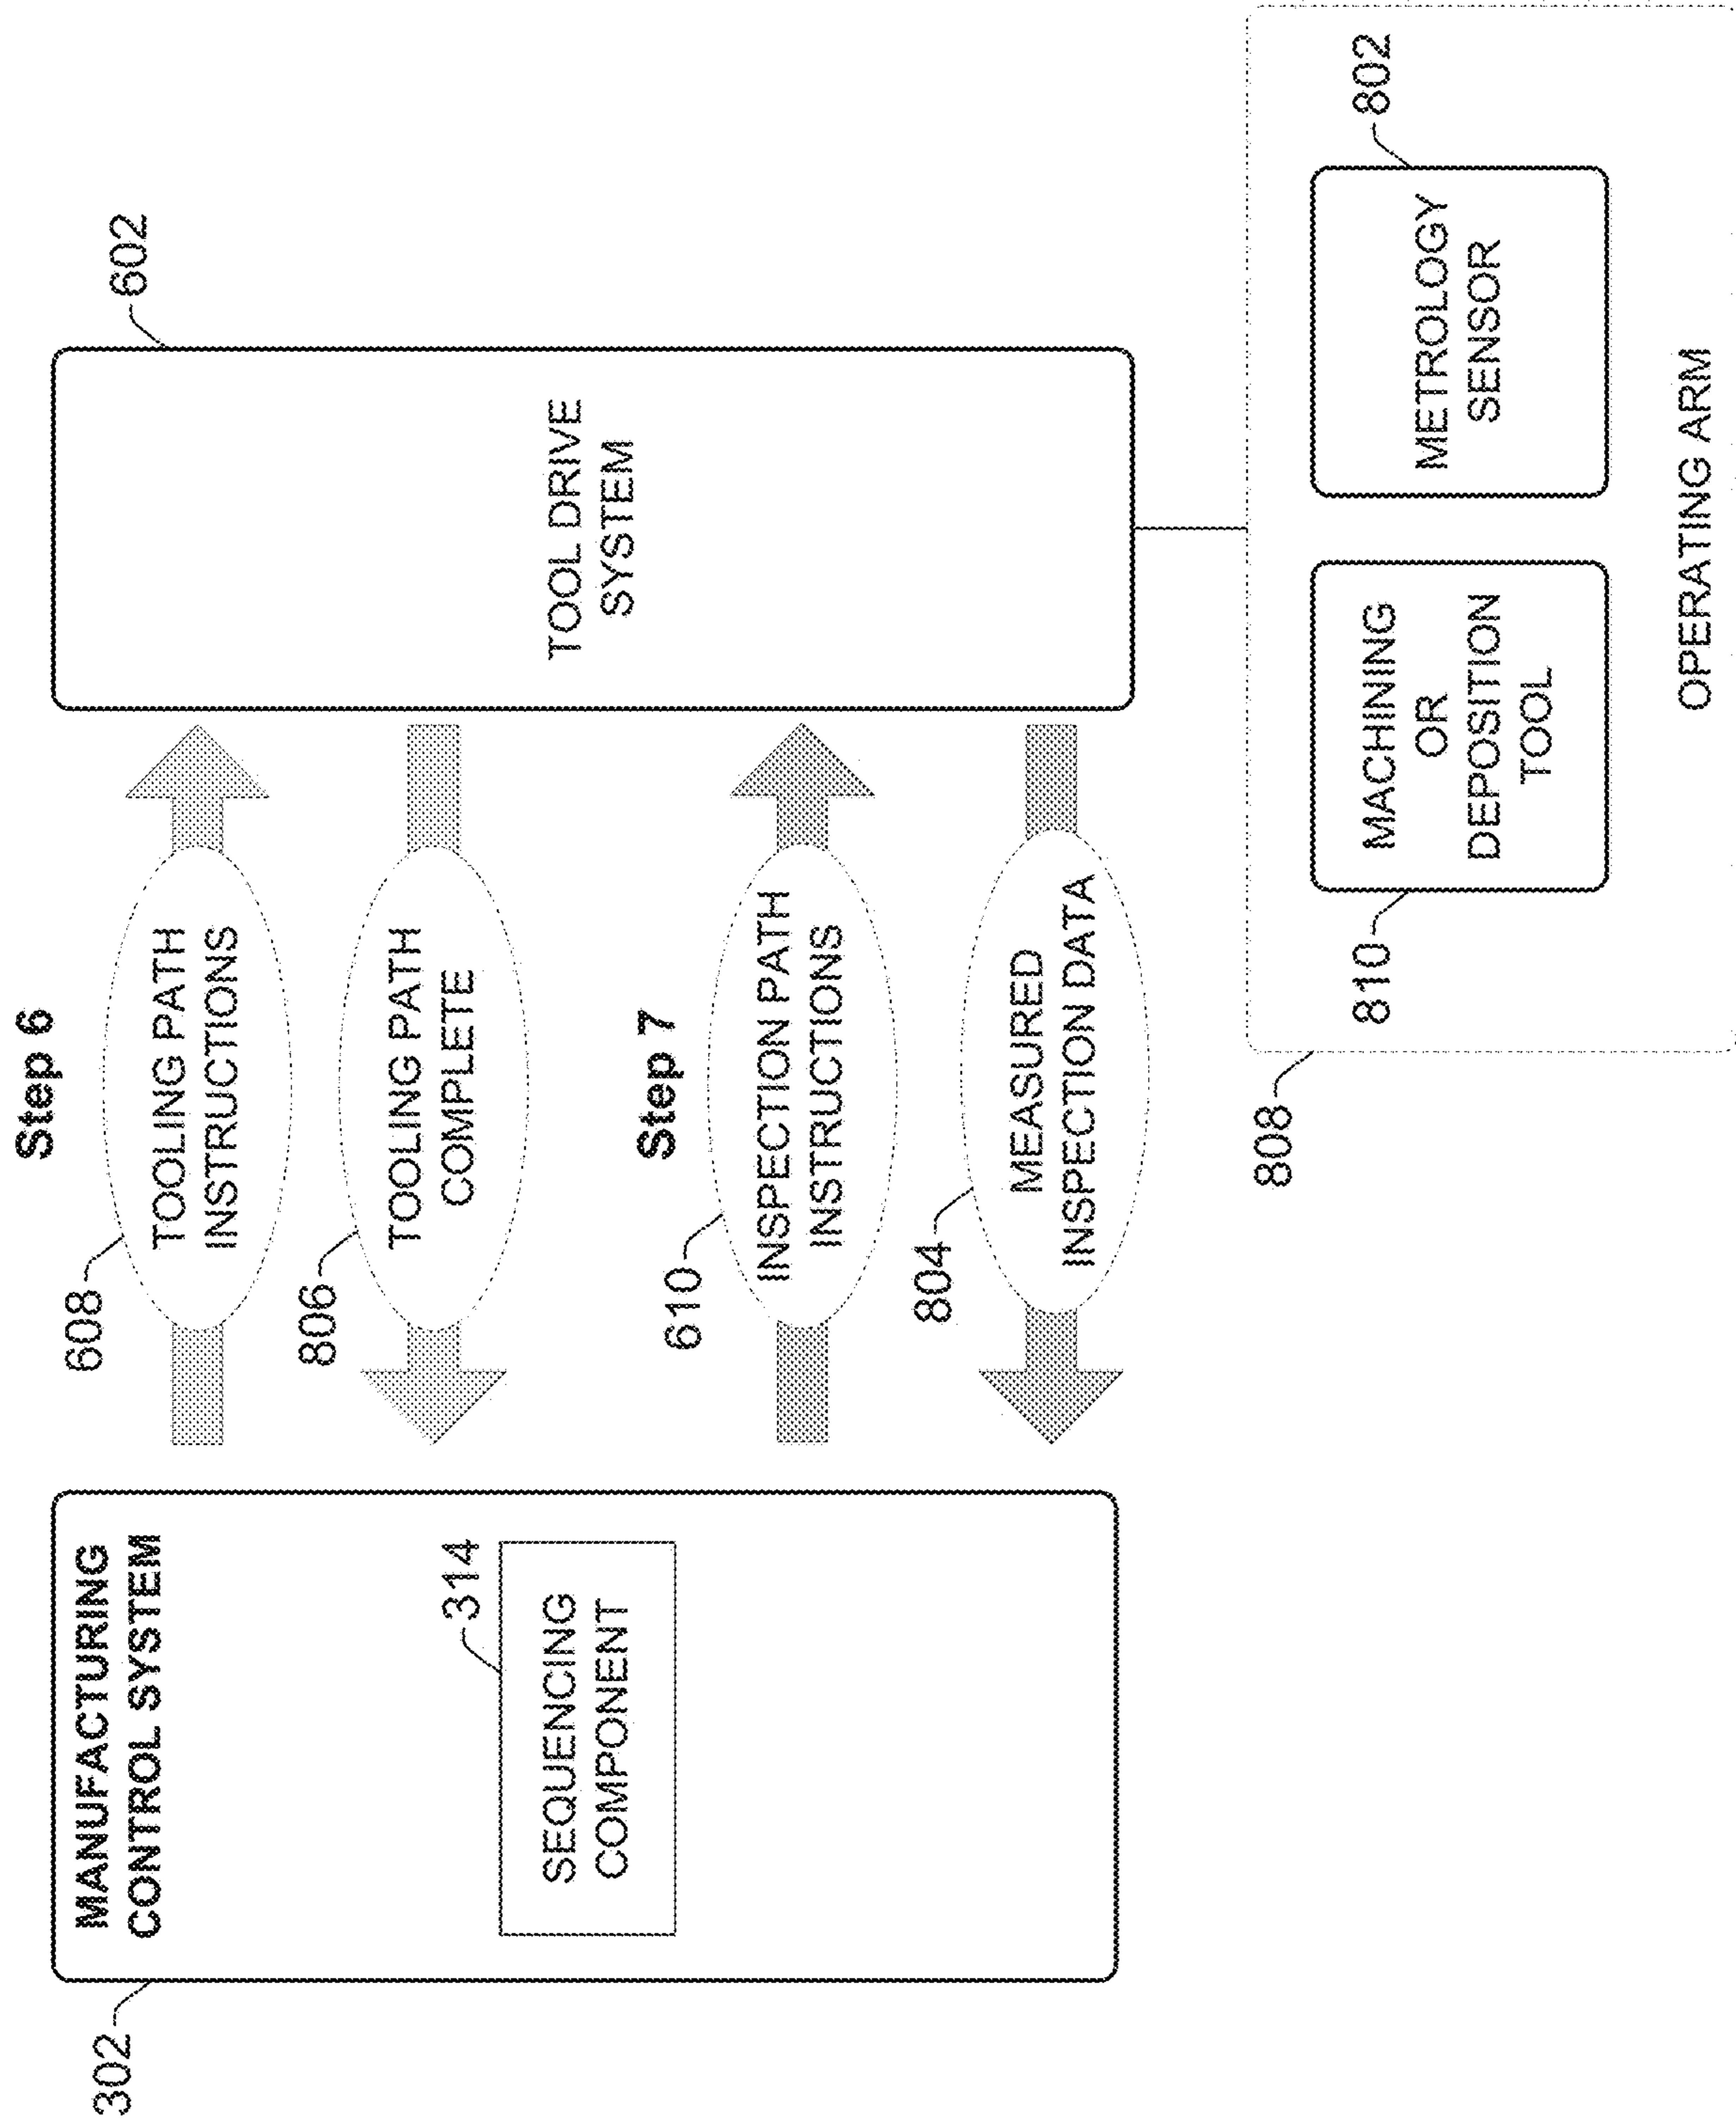 Step 6
302
MANUFACTURING
CONTROL SYSTEM
314
SEQUENCING
COMPONENT
608
TOOLING PATH
INSTRUCTIONS
806
TOOLING PATH
COMPLETE
Step 7
610
INSPECTION PATH
INSTRUCTIONS
804
MEASURED
INSPECTION DATA
602
TOOL DRIVE
SYSTEM
808
810
MACHINING
OR
DEPOSITION
TOOL
802
METROLOGY
SENSOR
OPERATING ARM